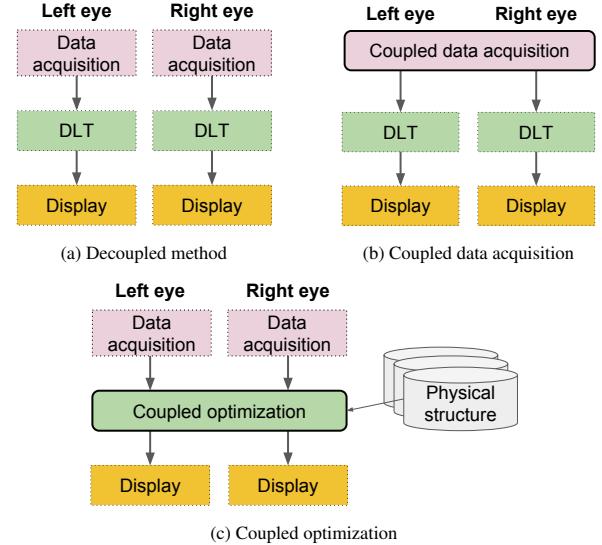 Left eye Right eye
Data acquisition Data acquisition
DLT DLT
Display Display
(a) Decoupled method
Left eye Right eye
Coupled data acquisition
DLT DLT
Display Display
(b) Coupled data acquisition
Left eye Right eye
Data acquisition Data acquisition
Coupled optimization
Physical structure
Display Display
(c) Coupled optimization